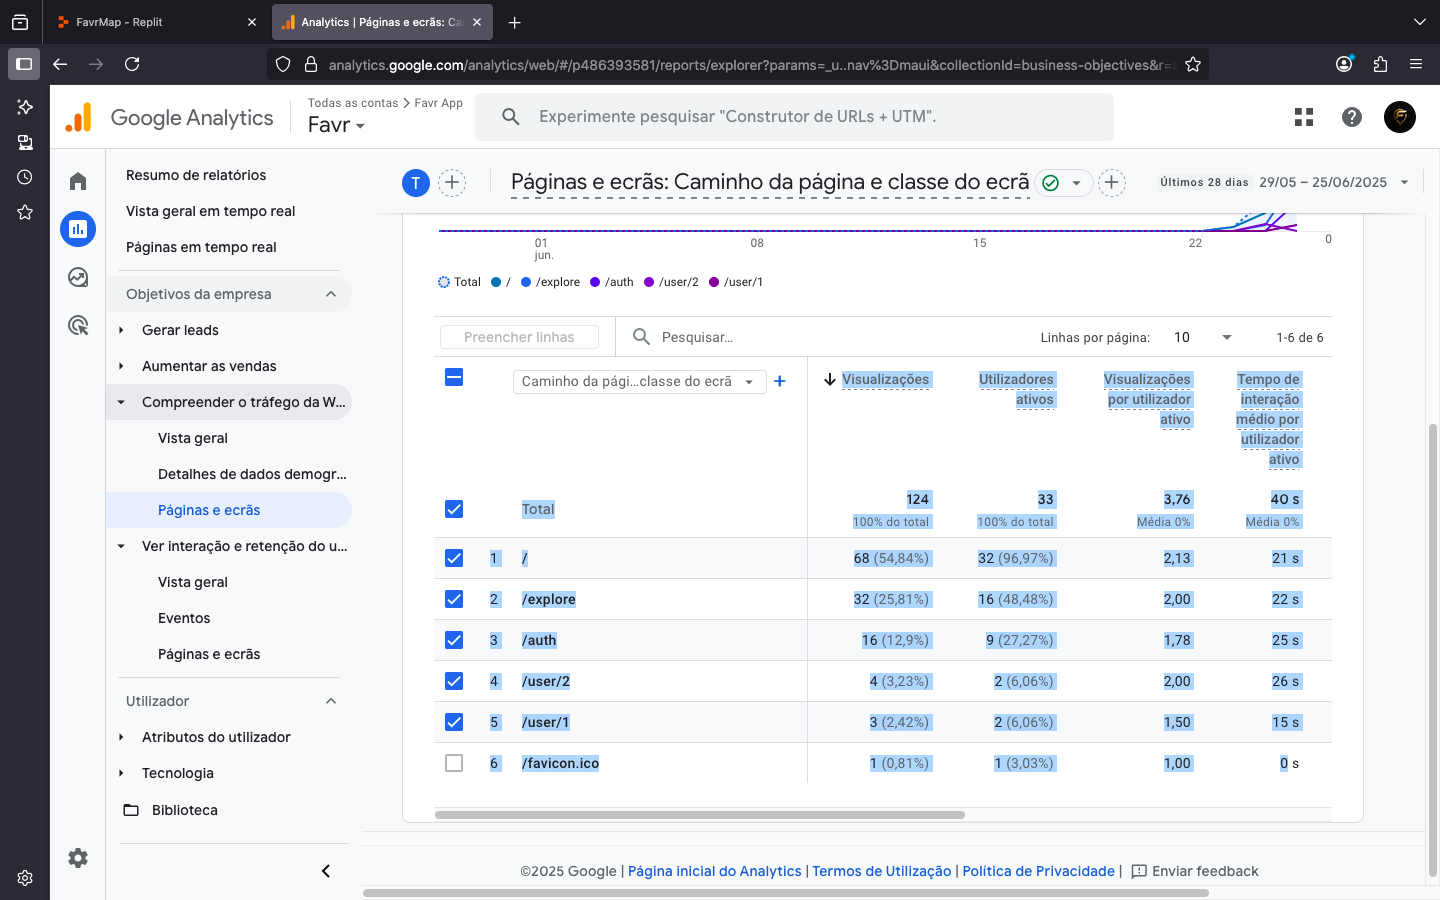 FavrMap - Replit
Analytics | Páginas e ecrãs: Ca
analytics.google.com/analytics/web/#/p486393581/reports/explorer?params=_u..nav%3Dmaui&collectionId=business-objectives&r=
Google Analytics
Todas as contas > Favr App
Favr
Experimente pesquisar "Construtor de URLs + UTM".
Resumo de relatórios
Vista geral em tempo real
Páginas em tempo real
Objetivos da empresa
Gerar leads
Aumentar as vendas
Compreender o tráfego da W...
Vista geral
Detalhes de dados demogr...
Páginas e ecrãs
Ver interação e retenção do u...
Vista geral
Eventos
Páginas e ecrãs
Utilizador
Atributos do utilizador
Tecnologia
Biblioteca
T
Páginas e ecrãs: Caminho da página e classe do ecrã
Últimos 28 dias 29/05 – 25/06/2025
01 jun. 08 15 22 0
Total / /explore /auth /user/2 /user/1
Preencher linhas Pesquisar... Linhas por página: 10 1-6 de 6
Caminho da pági...classe do ecrã
Visualizações
Utilizadores
ativos
Visualizações
por utilizador
ativo
Tempo de
interação
médio por
utilizador
ativo
Total 124 33 3,76 40 s
100% do total 100% do total Média 0% Média 0%
1 / 68 (54,84%) 32 (96,97%) 2,13 21 s
2 /explore 32 (25,81%) 16 (48,48%) 2,00 22 s
3 /auth 16 (12,9%) 9 (27,27%) 1,78 25 s
4 /user/2 4 (3,23%) 2 (6,06%) 2,00 26 s
5 /user/1 3 (2,42%) 2 (6,06%) 1,50 15 s
6 /favicon.ico 1 (0,81%) 1 (3,03%) 1,00 0 s
©2025 Google | Página inicial do Analytics | Termos de Utilização | Política de Privacidade | Enviar feedback